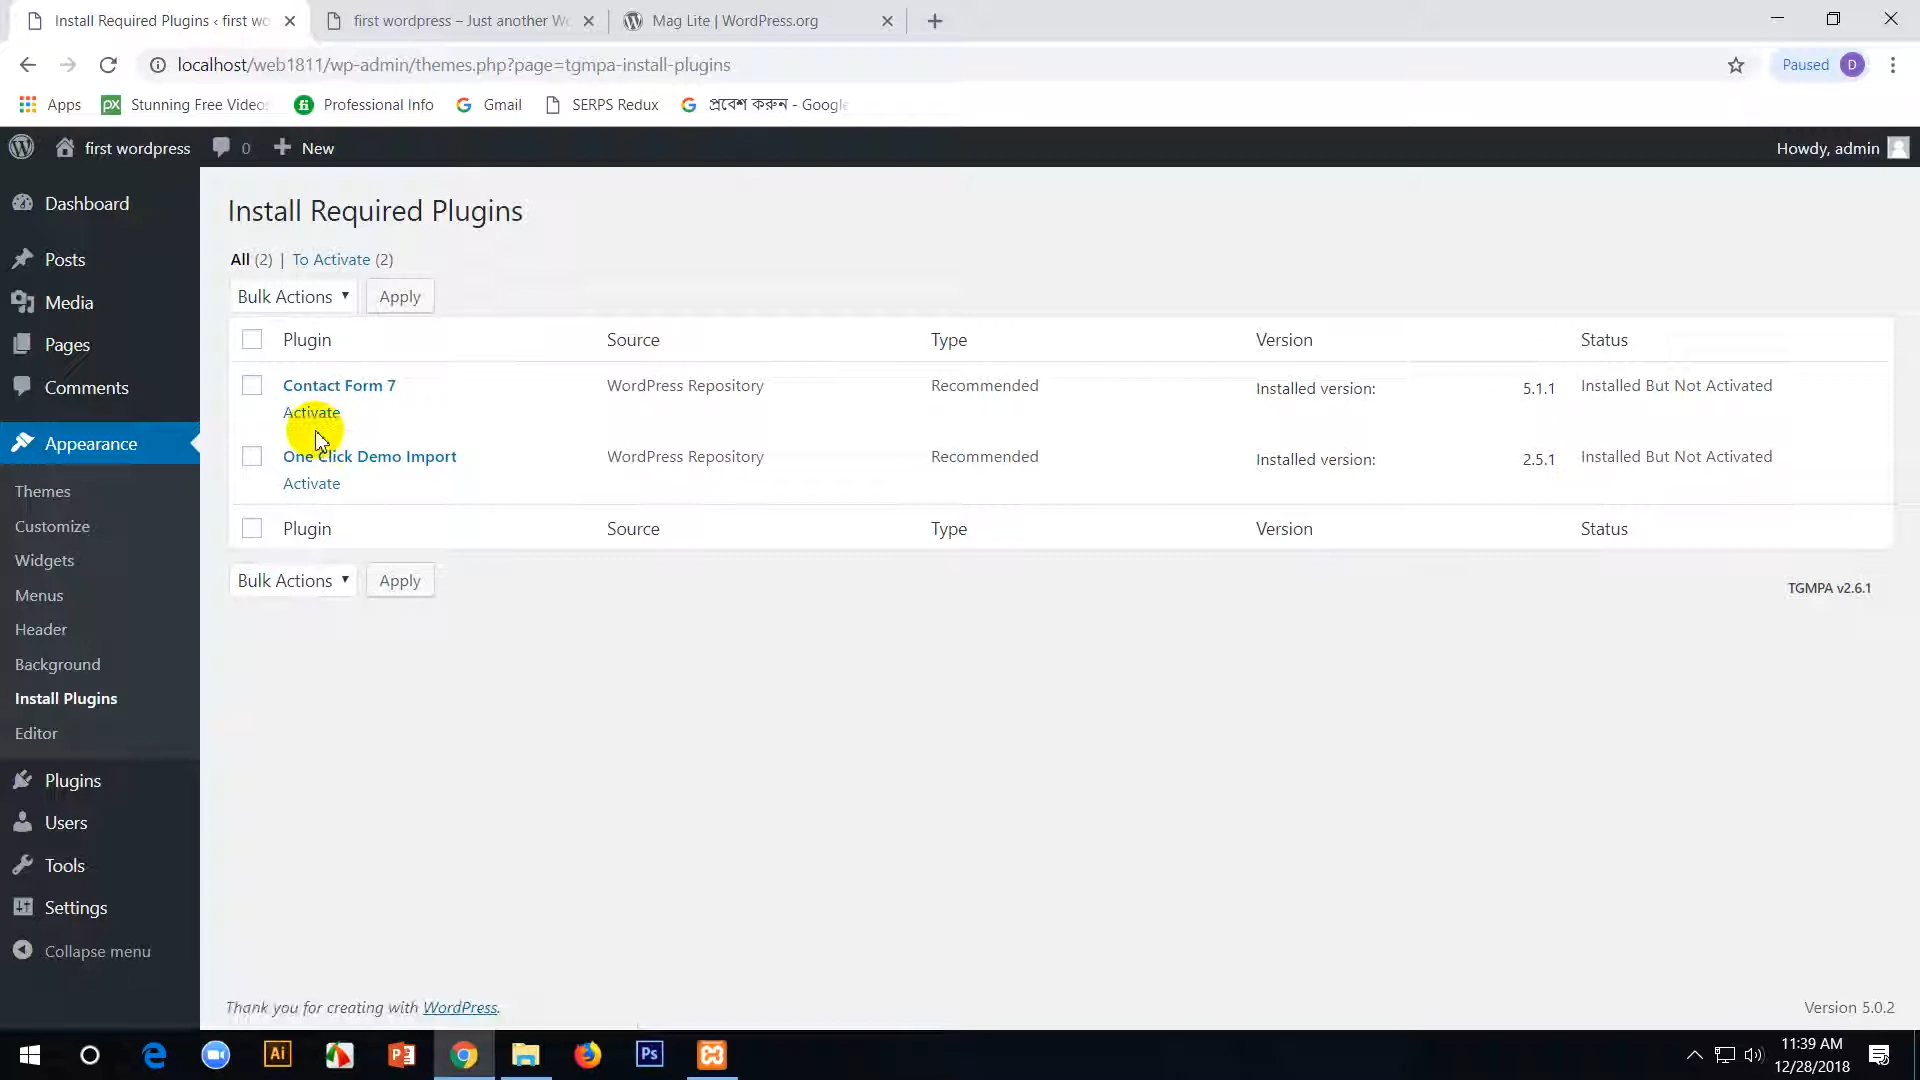 Install Required Plugins ‹ first wo
first wordpress – Just another Wo
Mag Lite | WordPress.org
localhost/web1811/wp-admin/themes.php?page=tgmpa-install-plugins
Paused
D
Apps
Stunning Free Videos
Professional Info
Gmail
SERPS Redux
প্রবেশ করুন - Google
first wordpress
0
New
Howdy, admin
Dashboard
Posts
Media
Pages
Comments
Appearance
Themes
Customize
Widgets
Menus
Header
Background
Install Plugins
Editor
Plugins
Users
Tools
Settings
Collapse menu
Install Required Plugins
All (2) | To Activate (2)
Bulk Actions Apply
Plugin Source Type Version Status
Contact Form 7 WordPress Repository Recommended Installed version: 5.1.1 Installed But Not Activated
Activate
One Click Demo Import WordPress Repository Recommended Installed version: 2.5.1 Installed But Not Activated
Activate
Plugin Source Type Version Status
Bulk Actions Apply
TGMPA v2.6.1
Thank you for creating with WordPress.
Version 5.0.2
Ai
Ps
11:39 AM
12/28/2018